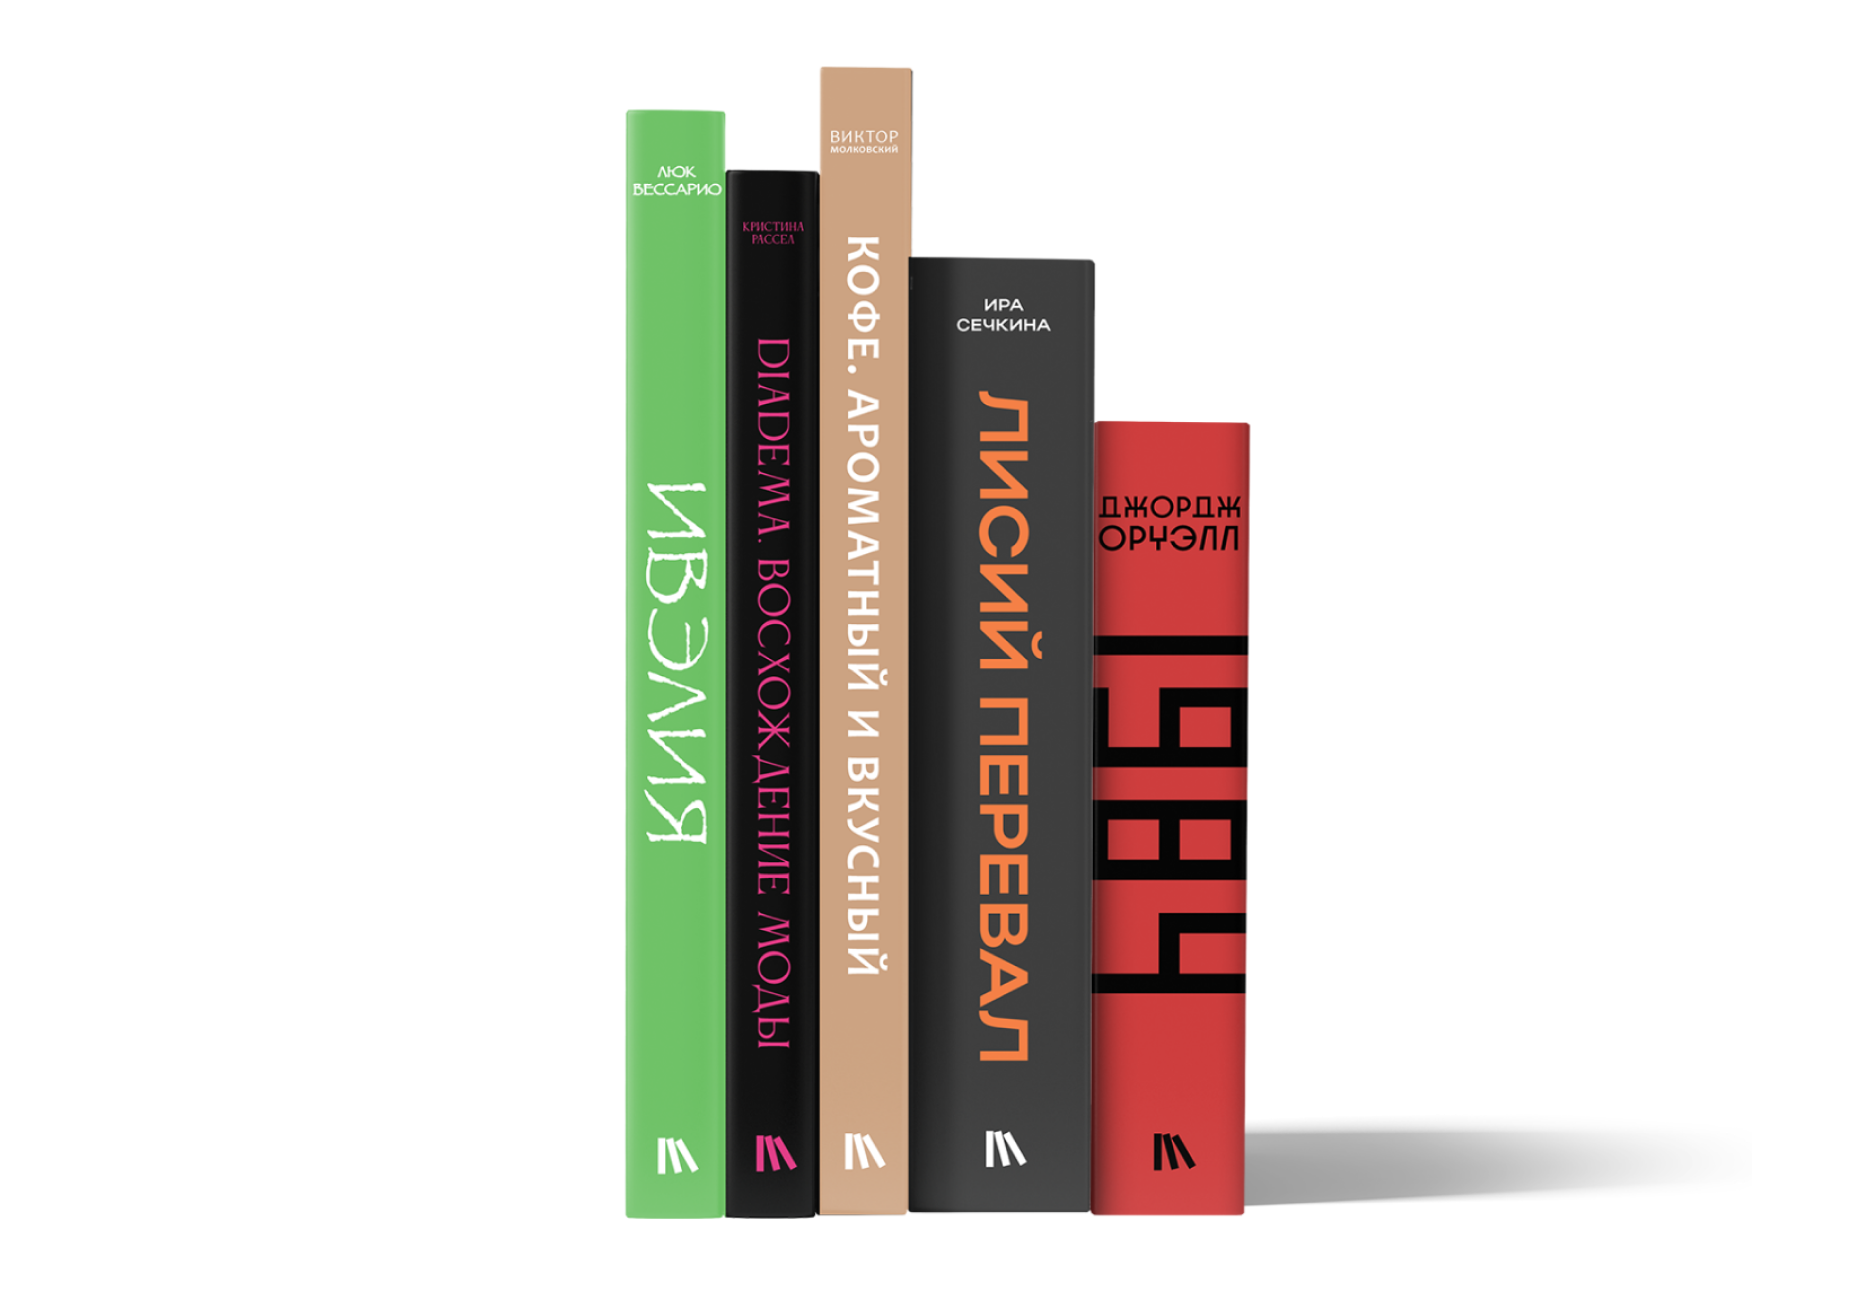 ЛЮК
ВЕССАРИО
ИВЭЛИЯ
КРИСТИНА
РАССЕЛ
DIADEMA. ВОСХОЖДЕНИЕ МОДЫ
ВИКТОР
МОЛКОВСКИЙ
КОФЕ. АРОМАТНЫЙ И ВКУСНЫЙ
ИРА
СЕЧКИНА
ЛИСИЙ ПЕРЕВАЛ
ДЖОРДЖ
ОРУЭЛЛ
1984